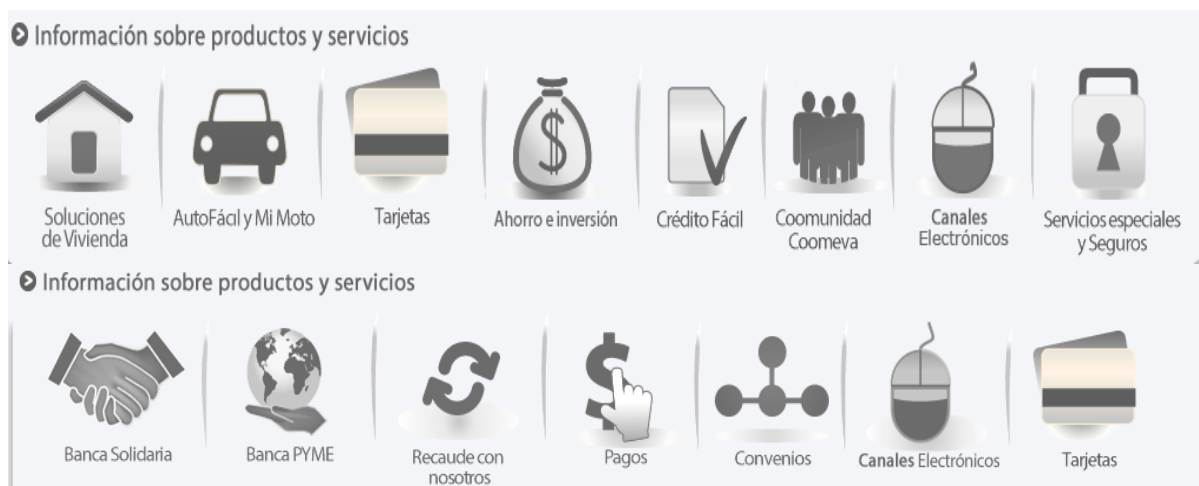 Información sobre productos y servicios
Soluciones
de Vivienda
AutoFácil y Mi Moto
Tarjetas
Ahorro e inversión
Crédito Fácil
Coomunidad
Coomeva
Canales
Electrónicos
Servicios especiales
y Seguros
Información sobre productos y servicios
Banca Solidaria
Banca PYME
Recaude con
nosotros
Pagos
Convenios
Canales Electrónicos
Tarjetas